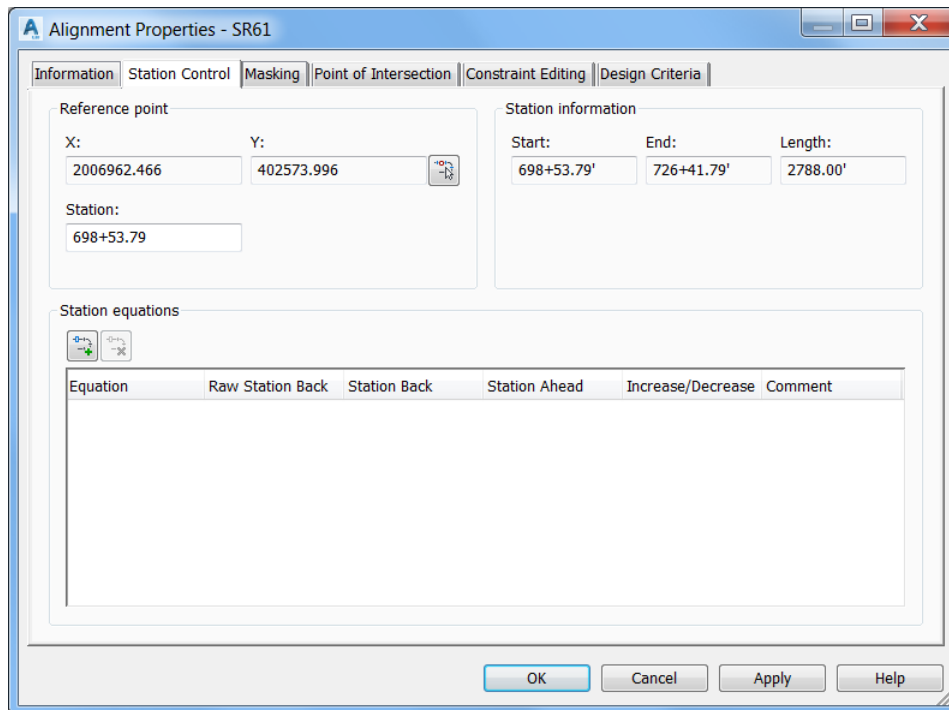 Alignment Properties - SR61
Information Station Control Masking Point of Intersection Constraint Editing Design Criteria
Reference point
X: Y:
2006962.466 402573.996
Station:
698+53.79
Station information
Start: End: Length:
698+53.79' 726+41.79' 2788.00'
Station equations
Equation Raw Station Back Station Back Station Ahead Increase/Decrease Comment
OK Cancel Apply Help